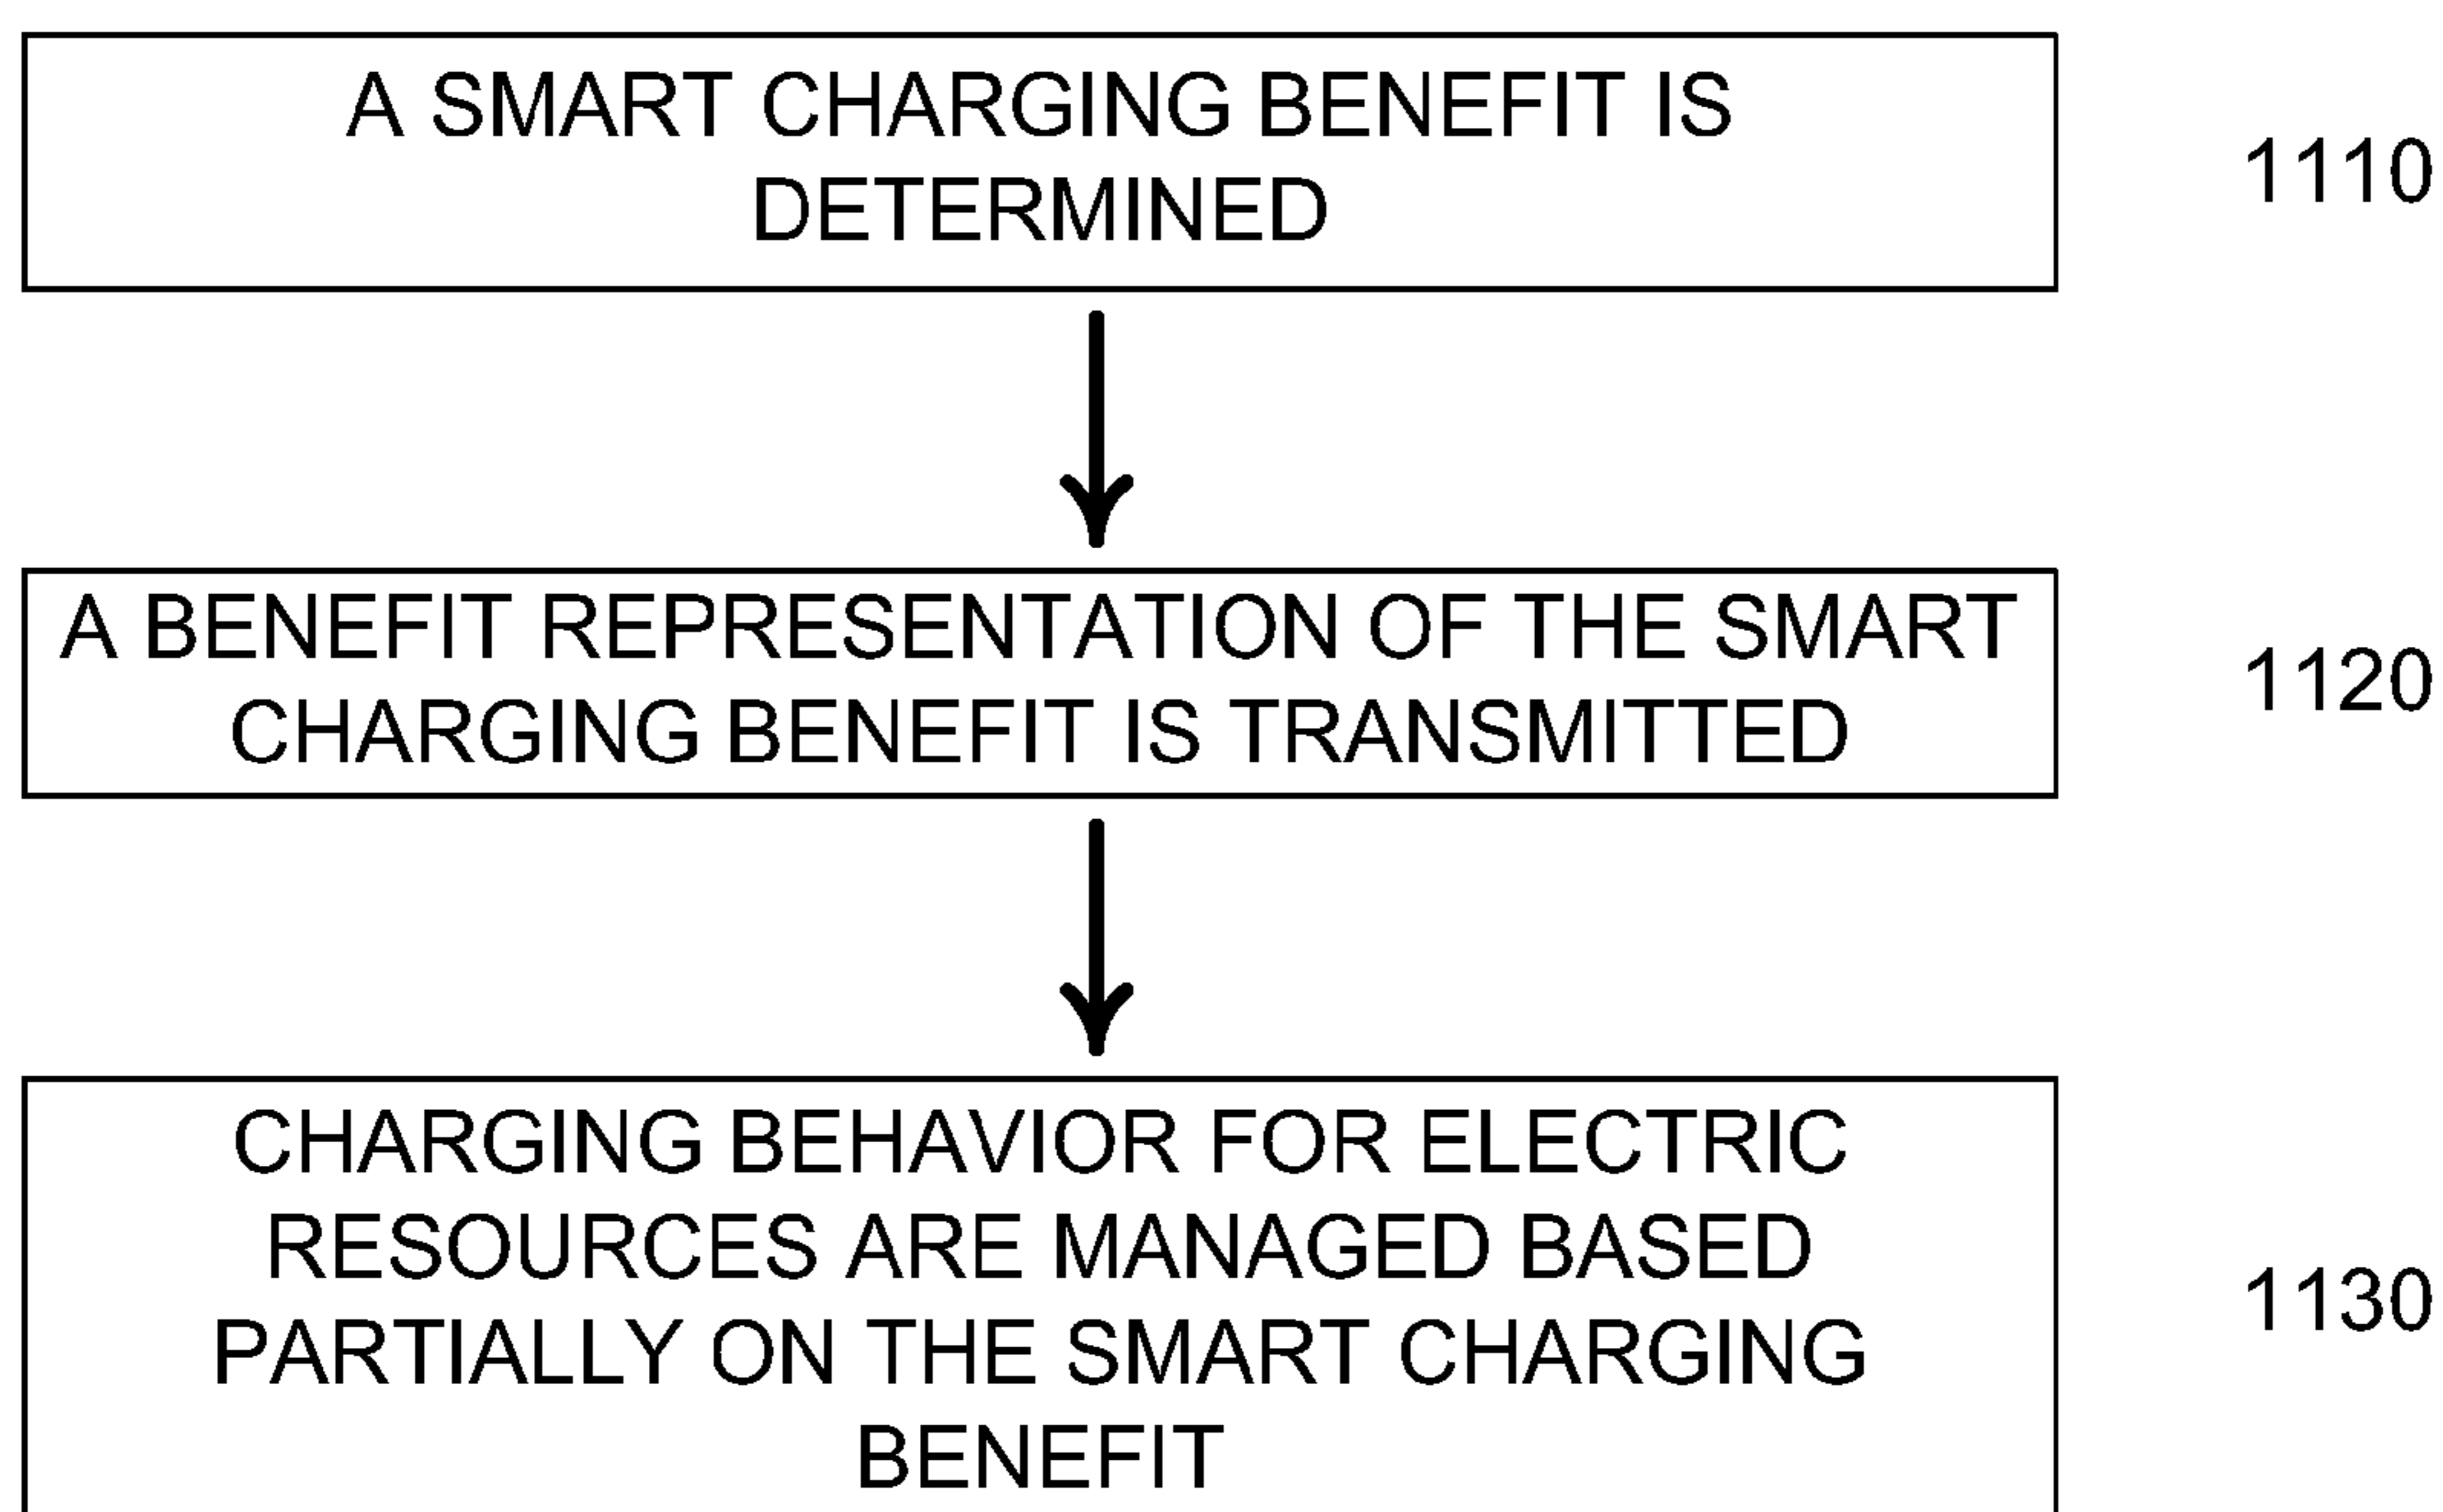 A SMART CHARGING BENEFIT IS
DETERMINED
1110
A BENEFIT REPRESENTATION OF THE SMART
CHARGING BENEFIT IS TRANSMITTED
1120
CHARGING BEHAVIOR FOR ELECTRIC
RESOURCES ARE MANAGED BASED
PARTIALLY ON THE SMART CHARGING
BENEFIT
1130